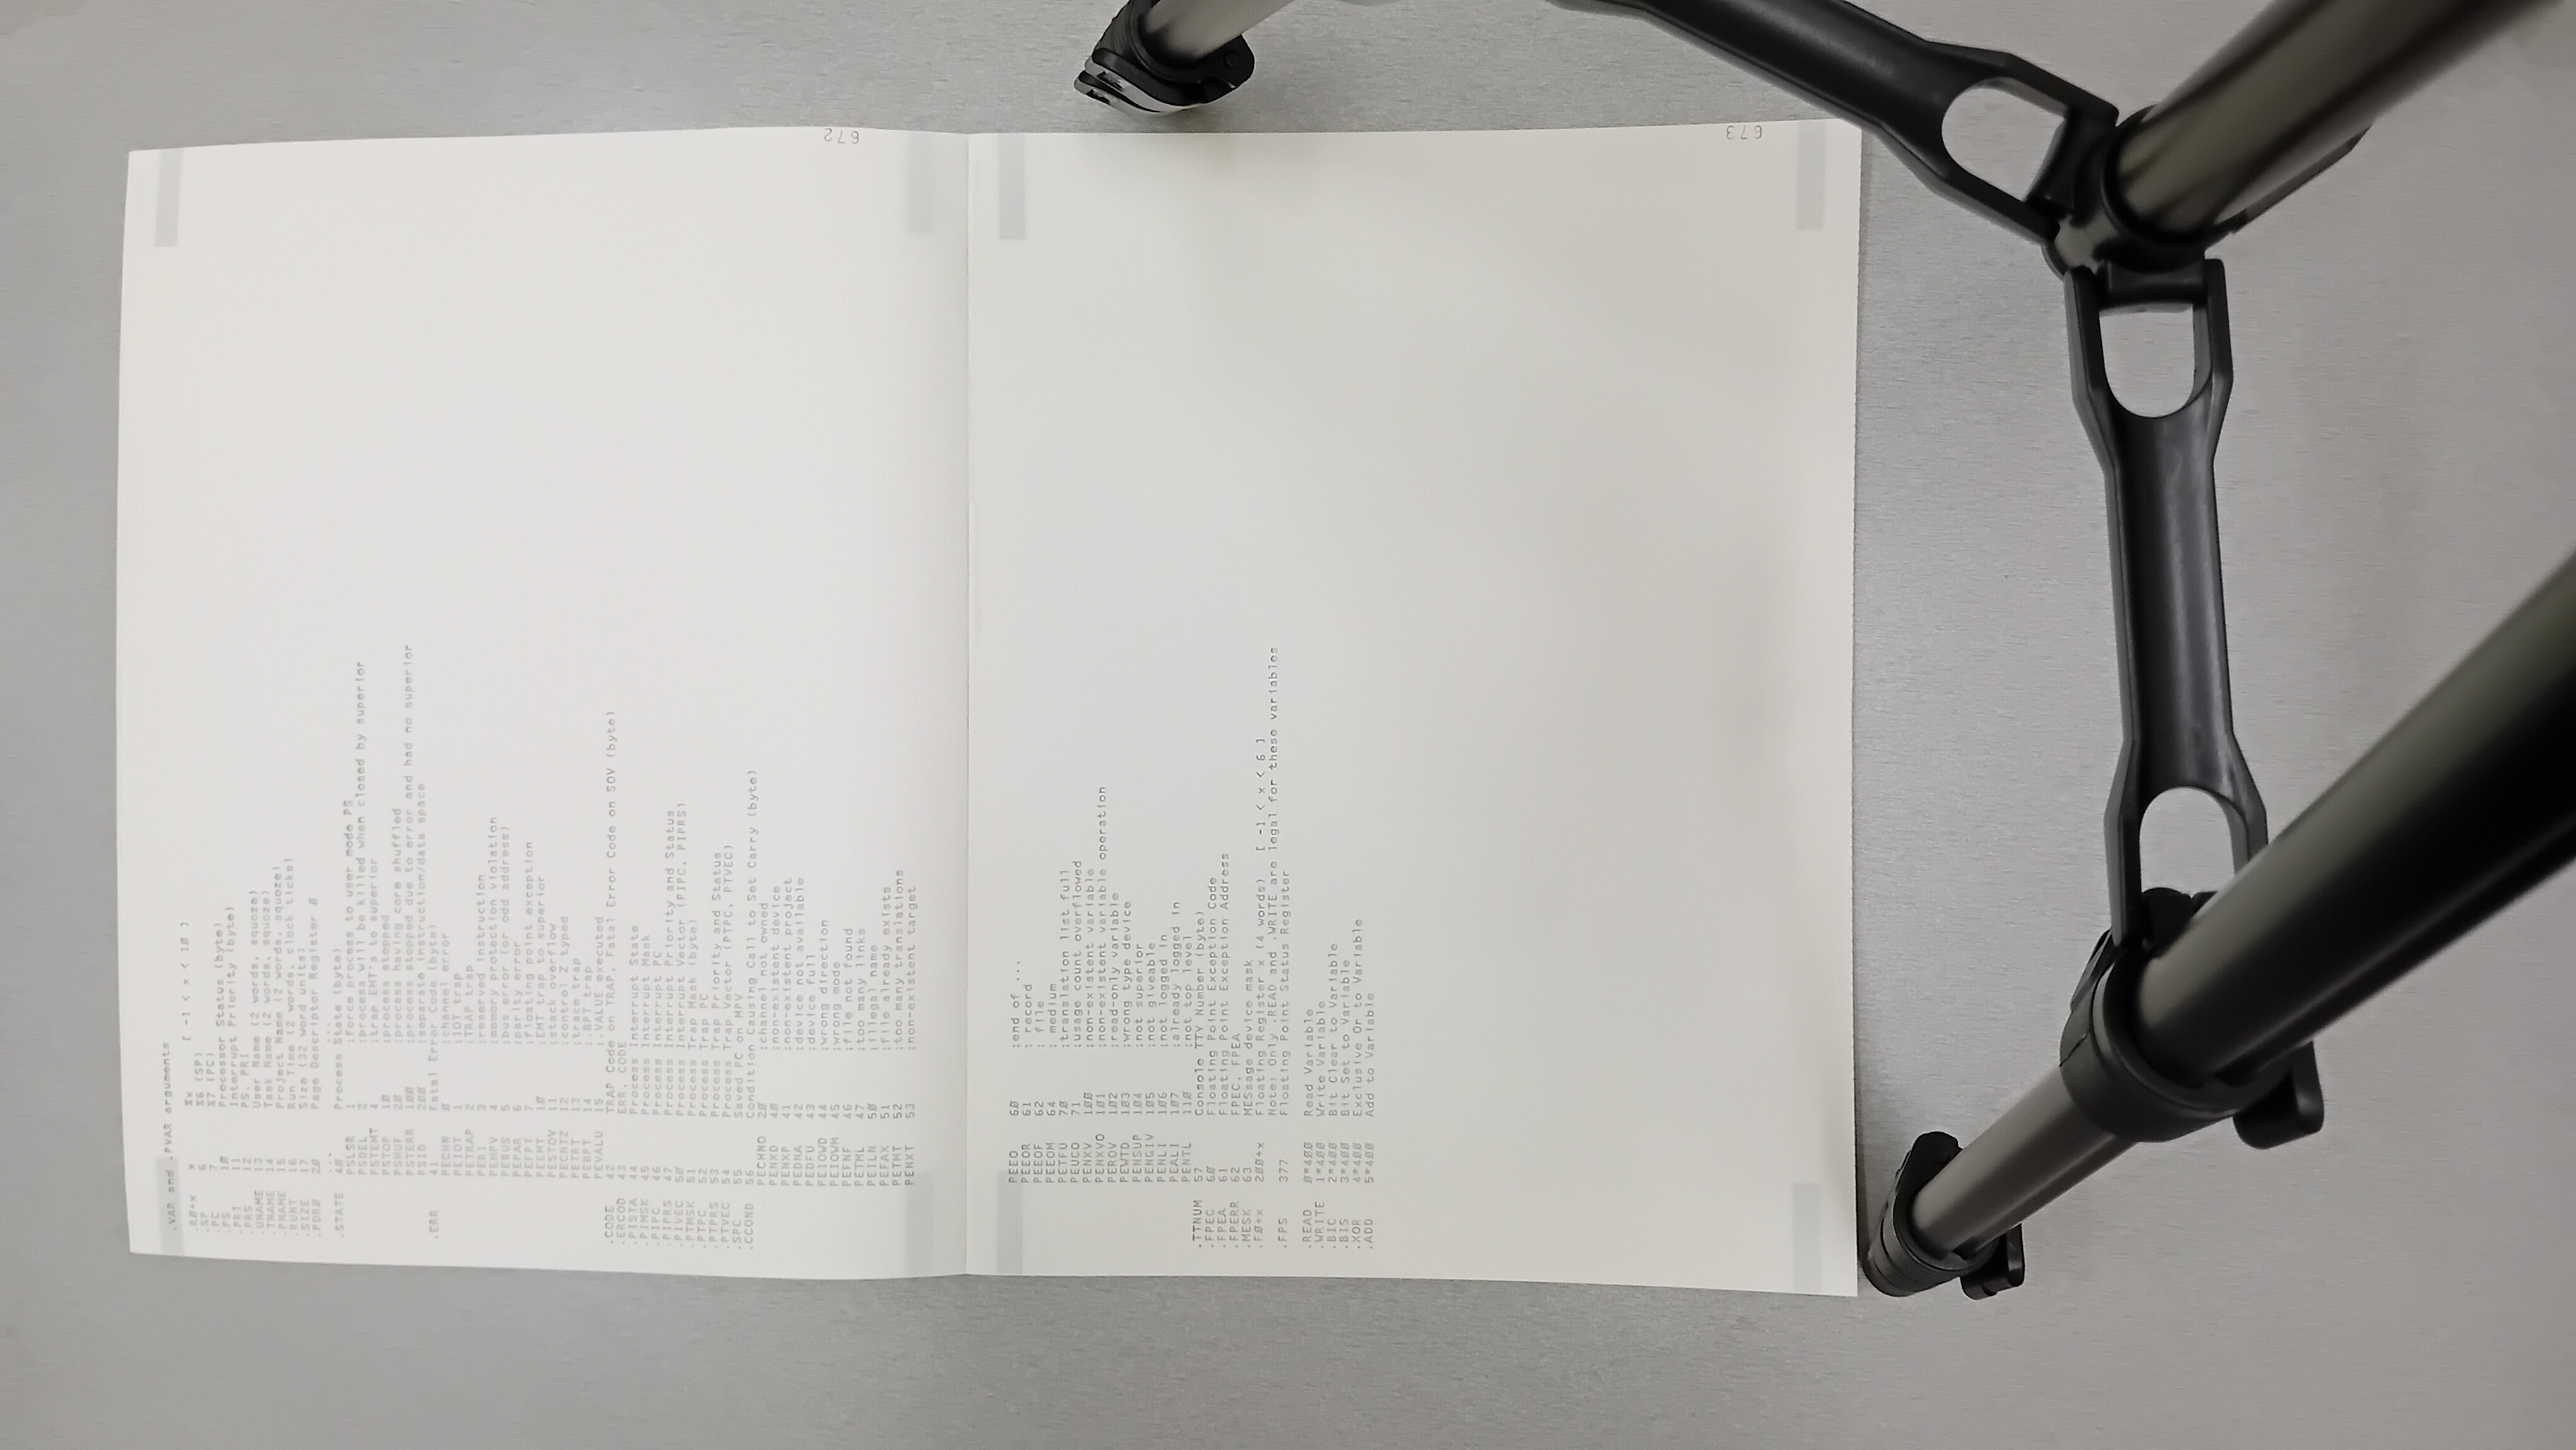 .VAR and .PVAR arguments
.RØ+x x %x [ -1 < x < 1Ø ]
.SP 6 %6 (SP)
.PC 7 %7 (PC)
.PS 1Ø Processor Status (byte)
.PRI 11 Interrupt Priority (byte)
.PRS 12 PS, PRI
.UNAME 13 User Name (2 words, squoze)
.TNAME 14 Task Name (2 words, squoze)
.PNAME 15 Project Name (2 words, squoze)
.RUNT 16 Run Time (2 words, clock ticks)
.SIZE 17 Size (32 word units)
.PDRØ 2Ø Page Descriptor Register Ø
... ...
.STATE 4Ø Process State (byte)
PSLSR 1 ;force process to user mode PS
PSDEL 2 ;process will be killed when closed by superior
PSTEMT 4 ;trap EMT's to superior
PSTOP 1Ø ;process stopped
PSHUF 2Ø ;process having core shuffled
PSTERR 1ØØ ;process stopped due to error and had no superior
PSID 2ØØ ;separate instruction/data space
.ERR 41 Fatal Error Code (byte)
PECHN Ø ;channel error
PEIOT 1 ;IOT trap
PETRAP 2 ;TRAP trap
PERI 3 ;reserved instruction
PEMPV 4 ;memory protection violation
PEBUS 5 ;bus error (or odd address)
PEPAR 6 ;parity error
PEFPT 7 ;floating point exception
PEEMT 1Ø ;EMT trap to superior
PESTOV 11 ;stack overflow
PECNTZ 12 ;control Z typed
PETRT 13 ;trace trap
PEBPT 14 ;BPT trap
PEVALU 15 ;.VALUE executed
.CODE 42 TRAP Code on TRAP, Fatal Error Code on SOV (byte)
.ERCOD 43 ERR, CODE
.PISTA 44 Process Interrupt State
.PIMSK 45 Process Interrupt Mask
.PIPC 46 Process Interrupt PC
.PIPRS 47 Process Interrupt Priority and Status
.PIVEC 5Ø Process Interrupt Vector (PIPC, PIPRS)
.PTMSK 51 Process Trap Mask (byte)
.PTPC 52 Process Trap PC
.PTPRS 53 Process Trap Priority and Status
.PTVEC 54 Process Trap Vector (PTPC, PTVEC)
.SPC 55 Saved PC on MPV
.CCOND 56 Condition Causing Call to Set Carry (byte)
PECHNO 2Ø ;channel not owned
PENXD 4Ø ;non-existent device
PENXP 41 ;non-existent project
PEDNA 42 ;device not available
PEDFU 43 ;device full
PEIOWD 44 ;wrong direction
PEIOWM 45 ;wrong mode
PEFNF 46 ;file not found
PETML 47 ;too many links
PEILN 5Ø ;illegal name
PEFAX 51 ;file already exists
PETMT 52 ;too many translations
PENXT 53 ;non-existent target
672
PEEO 6Ø ;end of ...
PEEOR 61 ; record
PEEOF 62 ; file
PEEOM 64 ; medium
PETFU 7Ø ;translation list full
PEUCO 71 ;usage count overflowed
PENXV 1ØØ ;nonexistent variable
PENXVO 1Ø1 ;non-existent variable operation
PEROV 1Ø2 ;read-only variable
PEWTD 1Ø3 ;wrong type device
PENSUP 1Ø4 ;not superior
PENGIV 1Ø5 ;not giveable
PENLI 1Ø6 ;not logged in
PEALI 1Ø7 ;already logged in
PENTL 11Ø ;not top level
.TTNUM 57 Console TTY Number (byte)
.FPEC 6Ø Floating Point Exception Code
.FPEA 61 Floating Point Exception Address
.FPERR 62 FPEC, FPEA
.MESK 63 MESsage device mask
.FØ+x 2ØØ+x Floating Register x (4 words) [ -1 < x < 6 ]
Note: Only .READ and .WRITE are legal for these variables
.FPS 377 Floating Point Status Register
.READ Ø*4ØØ Read Variable
.WRITE 1*4ØØ Write Variable
.BIC 2*4ØØ Bit Clear to Variable
.BIS 3*4ØØ Bit Set to Variable
.XOR 4*4ØØ Exclusive Or to Variable
.ADD 5*4ØØ Add to Variable
673